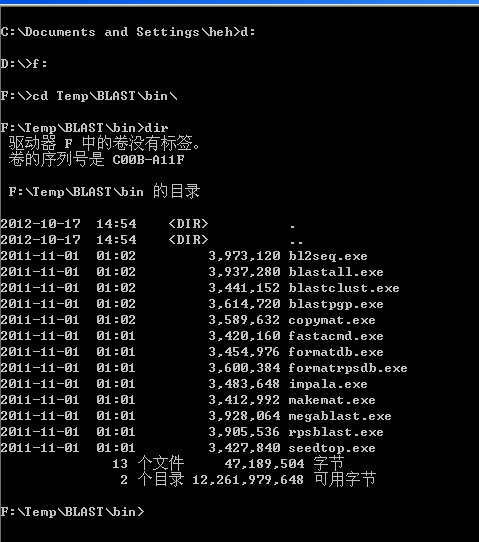 C:\Documents and Settings\heh>d:
D:\>f:
F:\>cd Temp\BLAST\bin\
F:\Temp\BLAST\bin>dir
驱动器 F 中的卷没有标签。
卷的序列号是 C00B-A11F
F:\Temp\BLAST\bin 的目录
2012-10-17  14:54    <DIR>          .
2012-10-17  14:54    <DIR>          ..
2011-11-01  01:02         3,973,120 bl2seq.exe
2011-11-01  01:02         3,937,280 blastall.exe
2011-11-01  01:02         3,441,152 blastclust.exe
2011-11-01  01:02         3,614,720 blastpgp.exe
2011-11-01  01:02         3,589,632 copymat.exe
2011-11-01  01:01         3,420,160 fastacmd.exe
2011-11-01  01:01         3,454,976 formatdb.exe
2011-11-01  01:01         3,600,384 formatrpsdb.exe
2011-11-01  01:01         3,483,648 impala.exe
2011-11-01  01:01         3,412,992 makemat.exe
2011-11-01  01:01         3,928,064 megablast.exe
2011-11-01  01:01         3,905,536 rpsblast.exe
2011-11-01  01:01         3,427,840 seedtop.exe
13 个文件     47,189,504 字节
2 个目录 12,261,979,648 可用字节
F:\Temp\BLAST\bin>